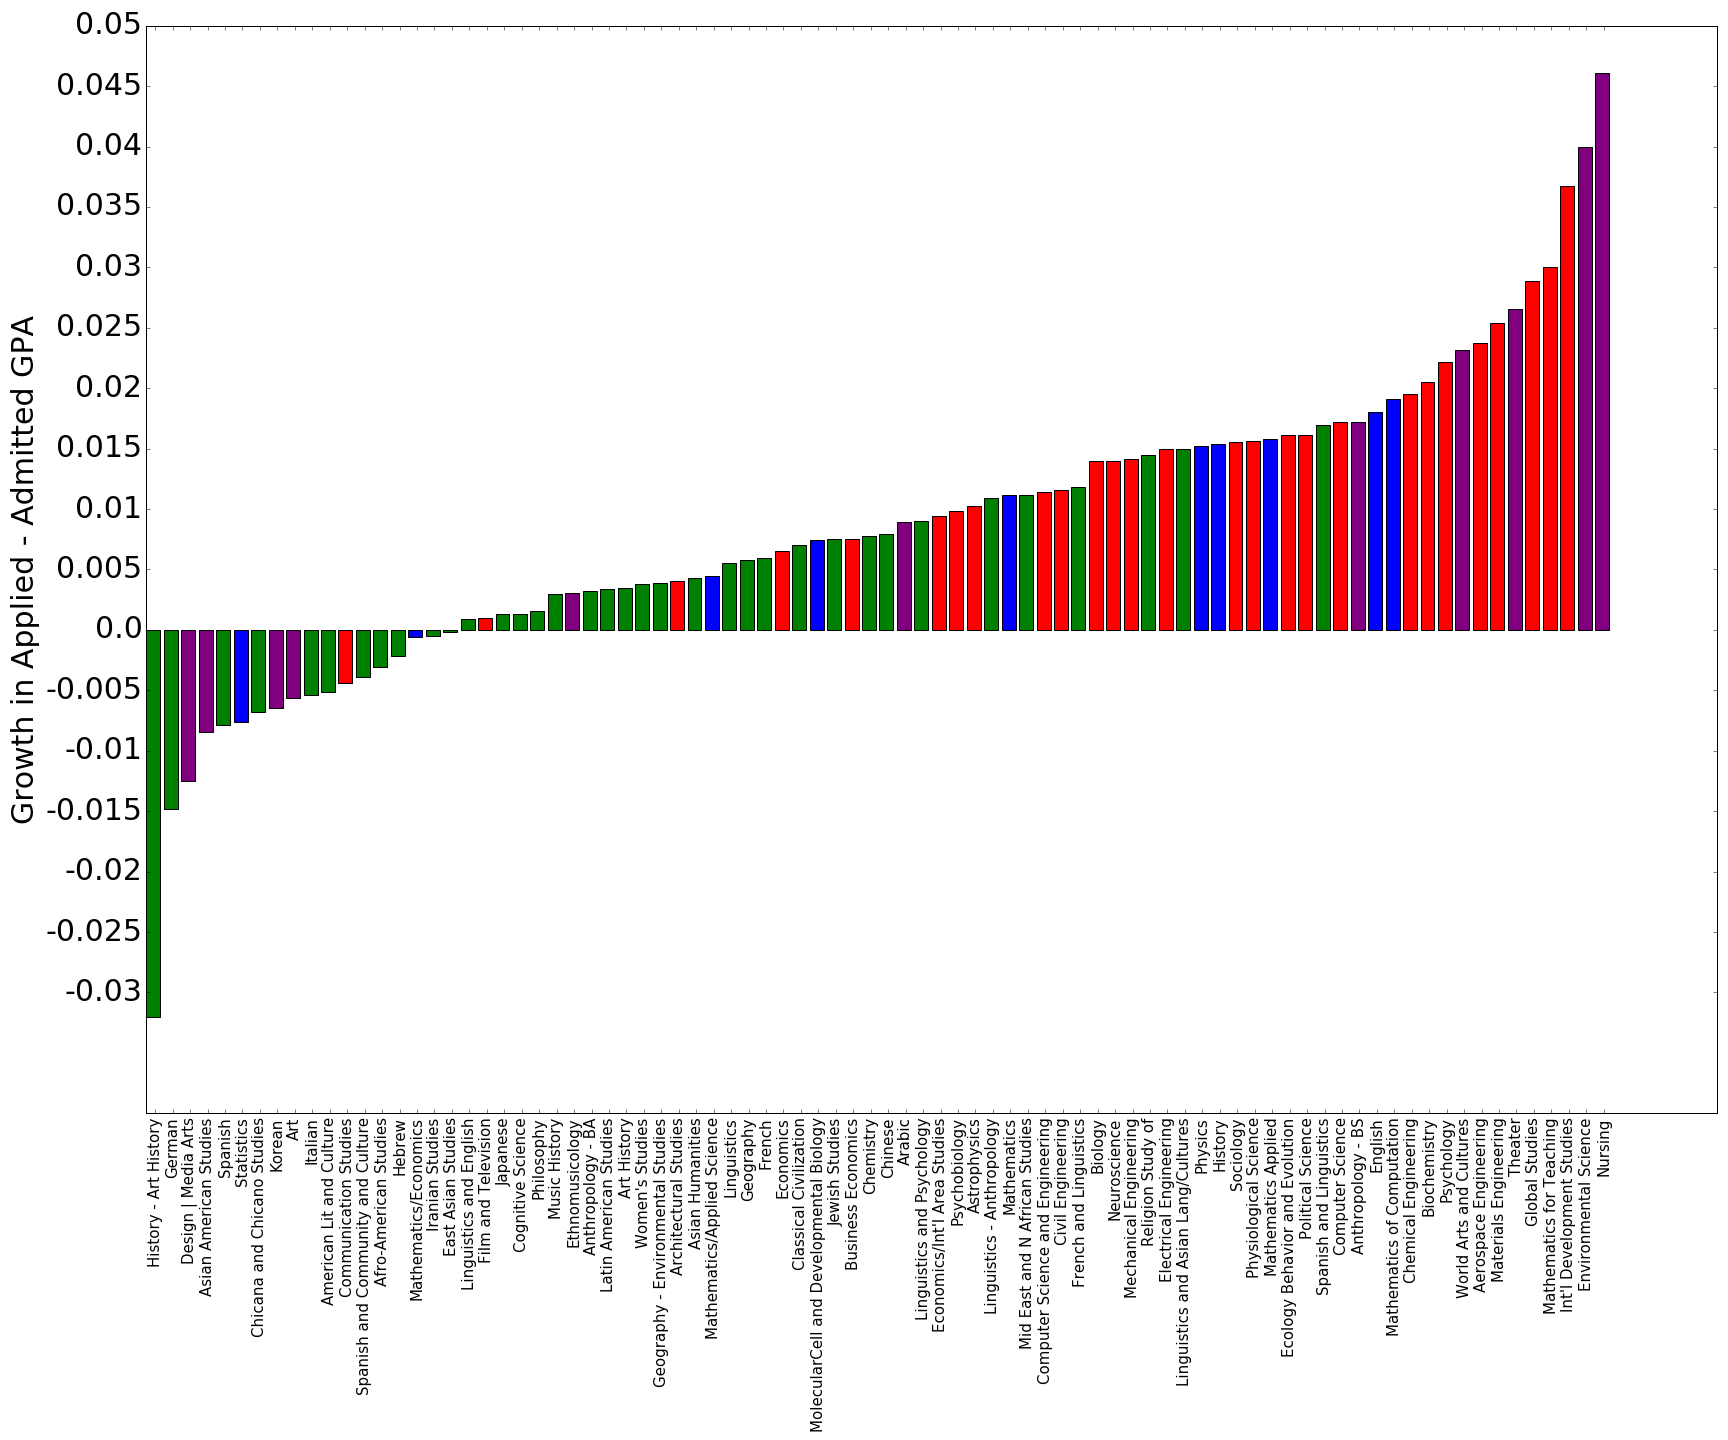 Growth in Applied - Admitted GPA
0.05
0.045
0.04
0.035
0.03
0.025
0.02
0.015
0.01
0.005
0.0
-0.005
-0.01
-0.015
-0.02
-0.025
-0.03
History - Art History
German
Design | Media Arts
Asian American Studies
Spanish
Statistics
Chicana and Chicano Studies
Korean
Art
Italian
American Lit and Culture
Communication Studies
Spanish and Community and Culture
Afro-American Studies
Hebrew
Mathematics/Economics
Iranian Studies
East Asian Studies
Linguistics and English
Film and Television
Japanese
Cognitive Science
Philosophy
Music History
Ethnomusicology
Anthropology - BA
Latin American Studies
Art History
Women's Studies
Geography - Environmental Studies
Architectural Studies
Asian Humanities
Mathematics/Applied Science
Linguistics
Geography
French
Economics
Classical Civilization
MolecularCell and Developmental Biology
Jewish Studies
Business Economics
Chemistry
Chinese
Arabic
Linguistics and Psychology
Economics/Int'l Area Studies
Psychobiology
Astrophysics
Linguistics - Anthropology
Mathematics
Mid East and N African Studies
Computer Science and Engineering
Civil Engineering
French and Linguistics
Biology
Neuroscience
Mechanical Engineering
Religion Study of
Electrical Engineering
Linguistics and Asian Lang/Cultures
Physics
History
Sociology
Physiological Science
Mathematics Applied
Ecology Behavior and Evolution
Political Science
Spanish and Linguistics
Computer Science
Anthropology - BS
English
Mathematics of Computation
Chemical Engineering
Biochemistry
Psychology
World Arts and Cultures
Aerospace Engineering
Materials Engineering
Theater
Global Studies
Mathematics for Teaching
Int'l Development Studies
Environmental Science
Nursing